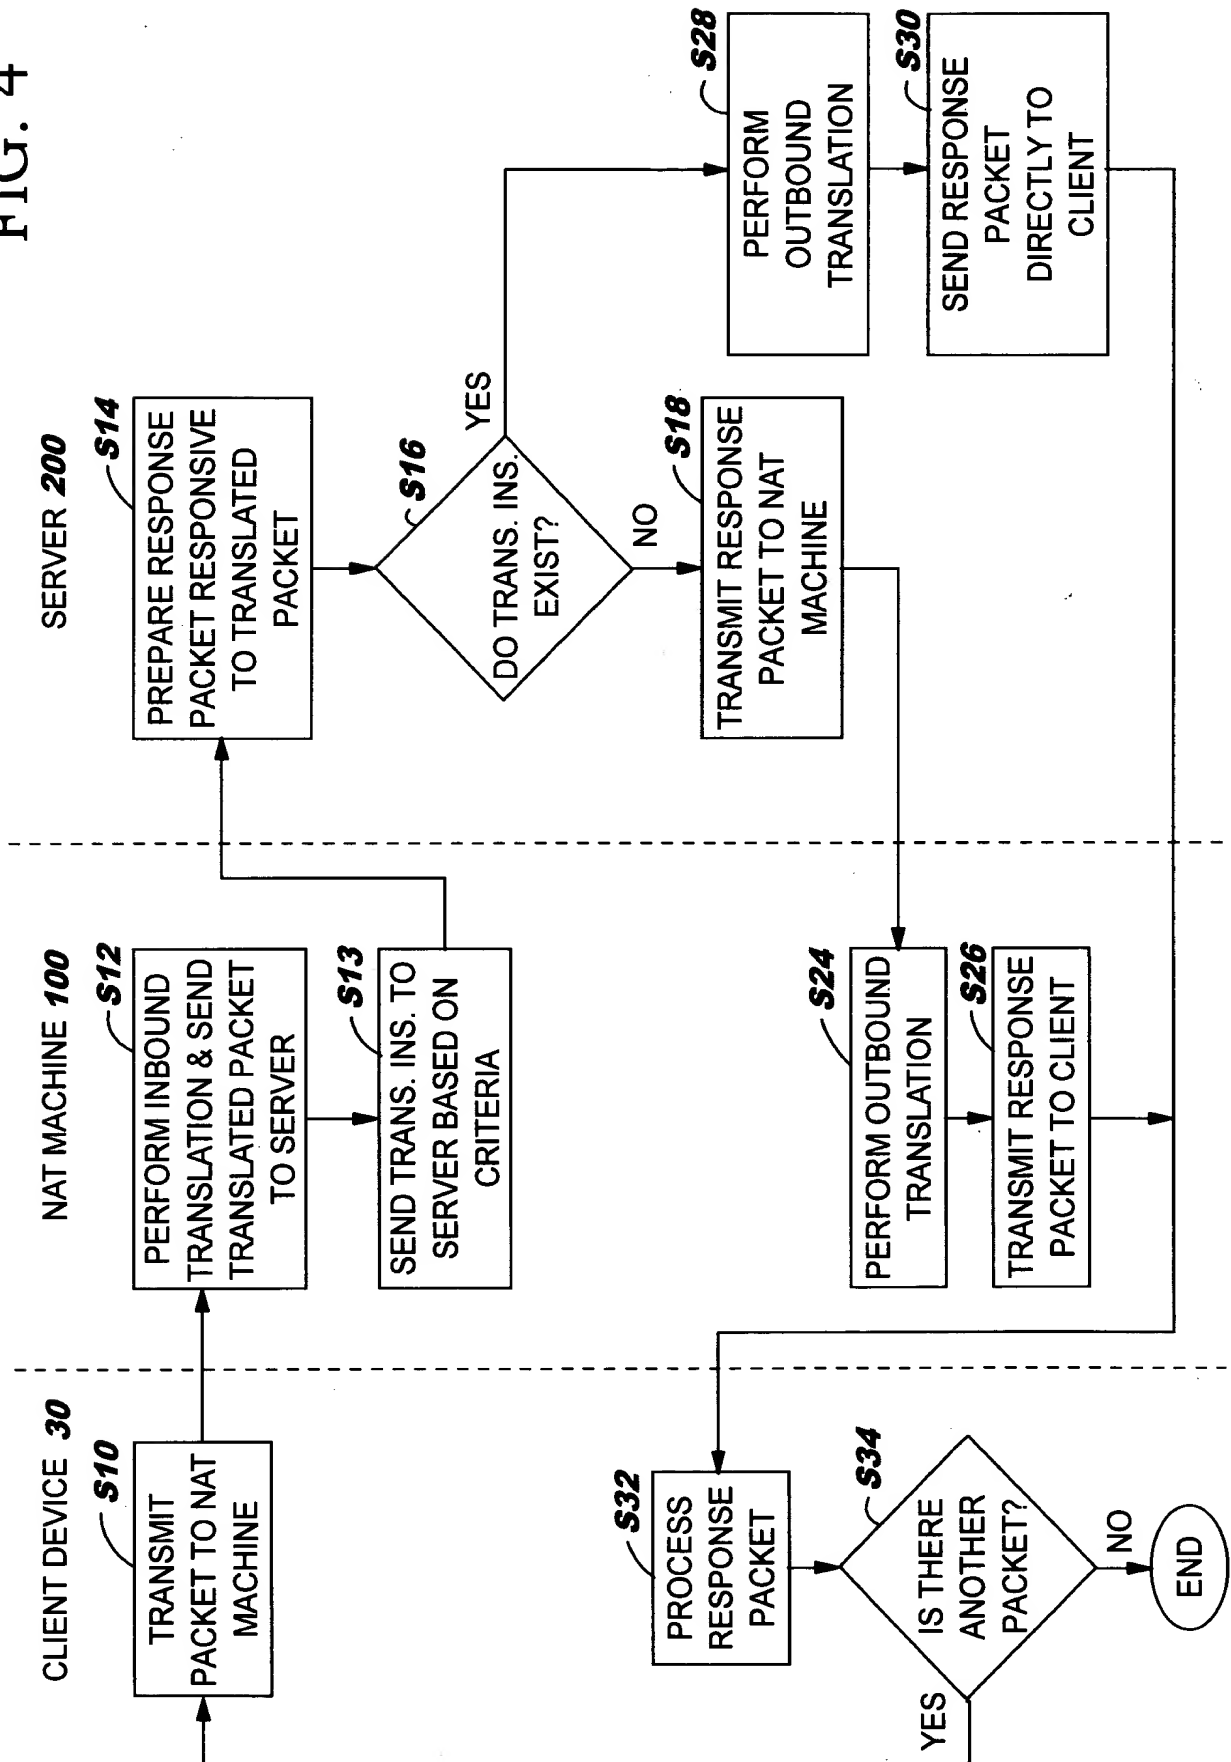 FIG. 4
CLIENT DEVICE 30
S10
TRANSMIT
PACKET TO NAT
MACHINE
S32
PROCESS
RESPONSE
PACKET
S34
IS THERE
ANOTHER
PACKET?
YES
NO
END
NAT MACHINE 100
S12
PERFORM INBOUND
TRANSLATION & SEND
TRANSLATED PACKET
TO SERVER
S13
SEND TRANS. INS. TO
SERVER BASED ON
CRITERIA
S24
PERFORM OUTBOUND
TRANSLATION
S26
TRANSMIT RESPONSE
PACKET TO CLIENT
SERVER 200
S14
PREPARE RESPONSE
PACKET RESPONSIVE
TO TRANSLATED
PACKET
S16
DO TRANS. INS.
EXIST?
YES
NO
S18
TRANSMIT RESPONSE
PACKET TO NAT
MACHINE
S28
PERFORM
OUTBOUND
TRANSLATION
S30
SEND RESPONSE
PACKET
DIRECTLY TO
CLIENT